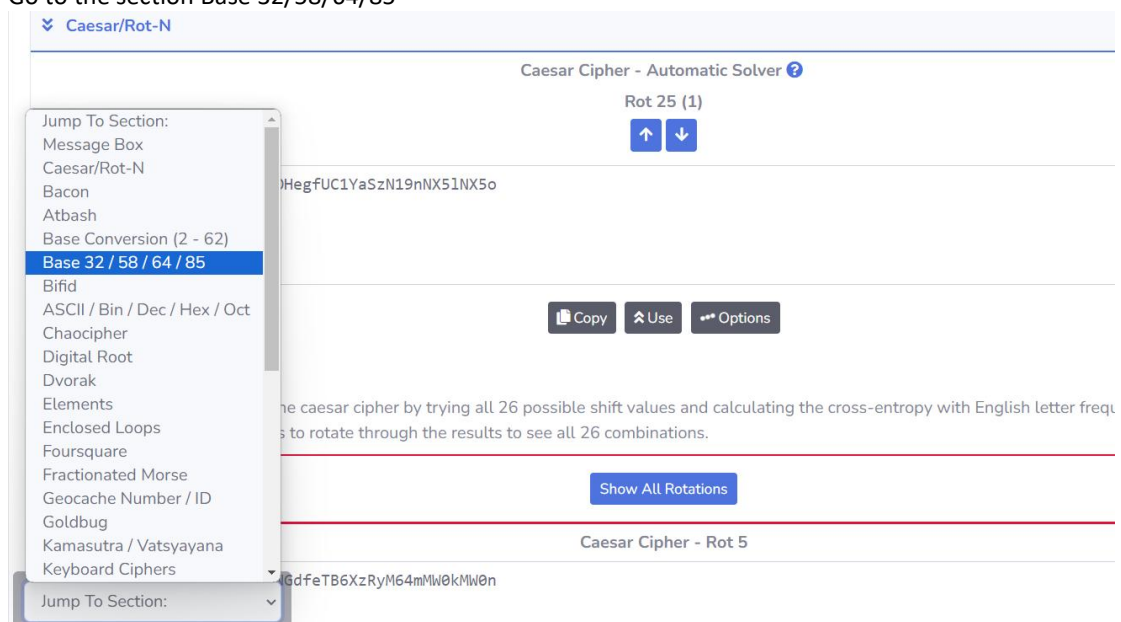 Go to the section Base 32/58/64/85
Caesar/Rot-N
Caesar Cipher - Automatic Solver
Rot 25 (1)
Jump To Section:
Message Box
Caesar/Rot-N
Bacon
Atbash
Base Conversion (2 - 62)
Base 32 / 58 / 64 / 85
Bifid
ASCII / Bin / Dec / Hex / Oct
Chaocipher
Digital Root
Dvorak
Elements
Enclosed Loops
Foursquare
Fractionated Morse
Geocache Number / ID
Goldbug
Kamasutra / Vatsyayana
Keyboard Ciphers
Jump To Section:
HegfUC1YaSzN19nNX5lNX5o
Copy Use Options
he caesar cipher by trying all 26 possible shift values and calculating the cross-entropy with English letter frequ
s to rotate through the results to see all 26 combinations.
Show All Rotations
Caesar Cipher - Rot 5
GdfeTB6XzRyM64mMW0kMW0n